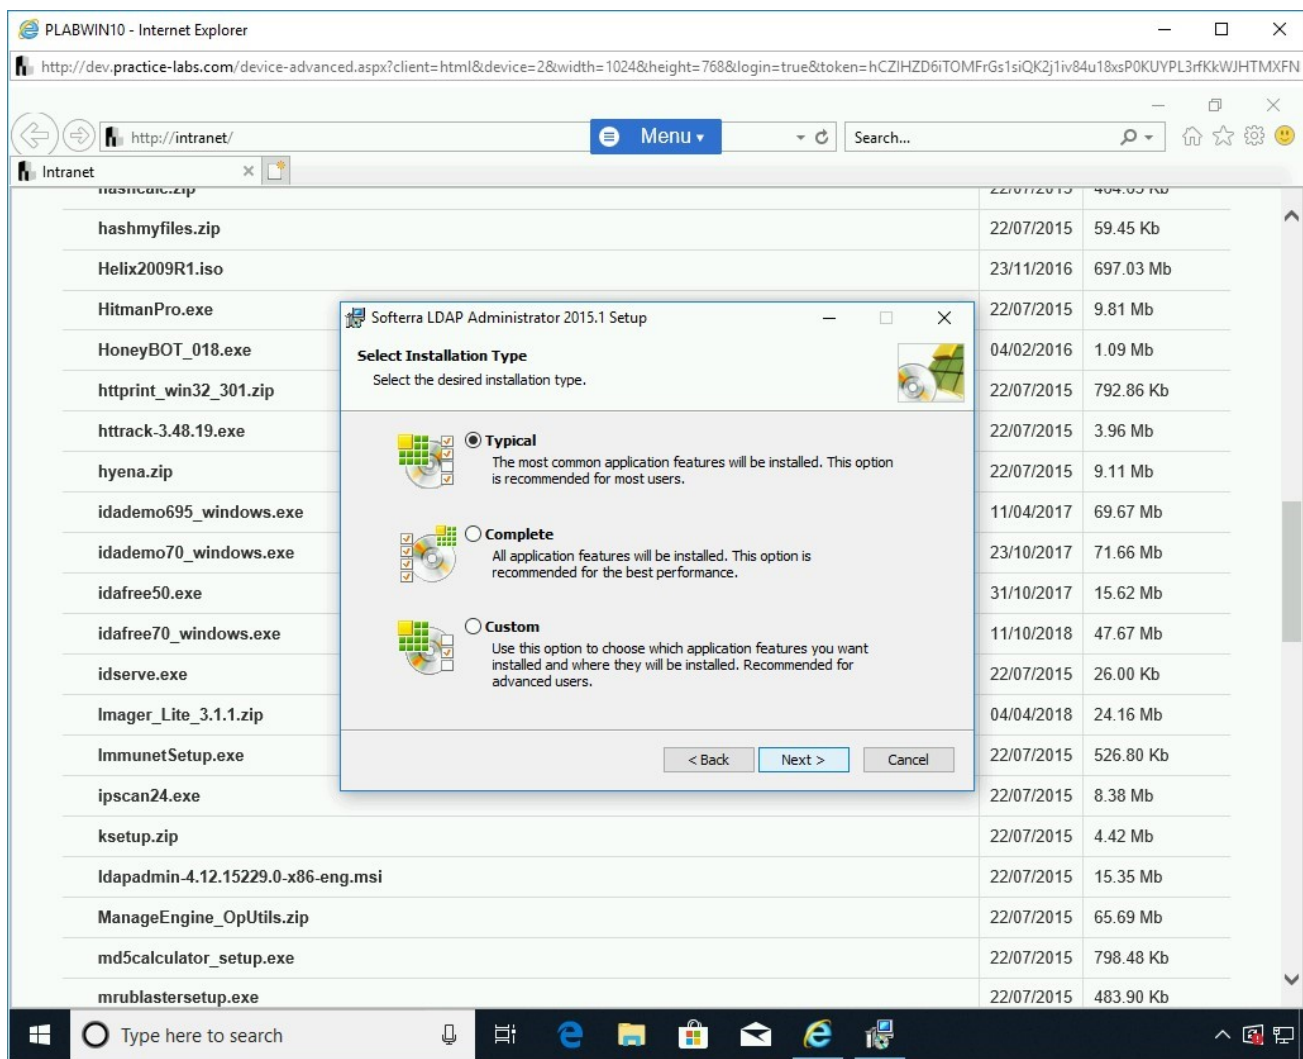 PLABWIN10 - Internet Explorer
http://dev.practice-labs.com/device-advanced.aspx?client=html&device=2&width=1024&height=768&login=true&token=hCZIHZD6iTOMFrGs1siQK2j1iv84u18xsP0KUYPL3rfKkWJHTMXFN
http://intranet/
Menu
Search...
Intranet
hashcalc.zip 22/07/2015 464.65 Kb
hashmyfiles.zip 22/07/2015 59.45 Kb
Helix2009R1.iso 23/11/2016 697.03 Mb
HitmanPro.exe 22/07/2015 9.81 Mb
HoneyBOT_018.exe 04/02/2016 1.09 Mb
httprint_win32_301.zip 22/07/2015 792.86 Kb
httrack-3.48.19.exe 22/07/2015 3.96 Mb
hyena.zip 22/07/2015 9.11 Mb
idademo695_windows.exe 11/04/2017 69.67 Mb
idademo70_windows.exe 23/10/2017 71.66 Mb
idafree50.exe 31/10/2017 15.62 Mb
idafree70_windows.exe 11/10/2018 47.67 Mb
idserve.exe 22/07/2015 26.00 Kb
Imager_Lite_3.1.1.zip 04/04/2018 24.16 Mb
ImmunetSetup.exe 22/07/2015 526.80 Kb
ipscan24.exe 22/07/2015 8.38 Mb
ksetup.zip 22/07/2015 4.42 Mb
ldapadmin-4.12.15229.0-x86-eng.msi 22/07/2015 15.35 Mb
ManageEngine_OpUtils.zip 22/07/2015 65.69 Mb
md5calculator_setup.exe 22/07/2015 798.48 Kb
mrublastersetup.exe 22/07/2015 483.90 Kb
Softerra LDAP Administrator 2015.1 Setup
Select Installation Type
Select the desired installation type.
Typical
The most common application features will be installed. This option
is recommended for most users.
Complete
All application features will be installed. This option is
recommended for the best performance.
Custom
Use this option to choose which application features you want
installed and where they will be installed. Recommended for
advanced users.
< Back Next > Cancel
Type here to search